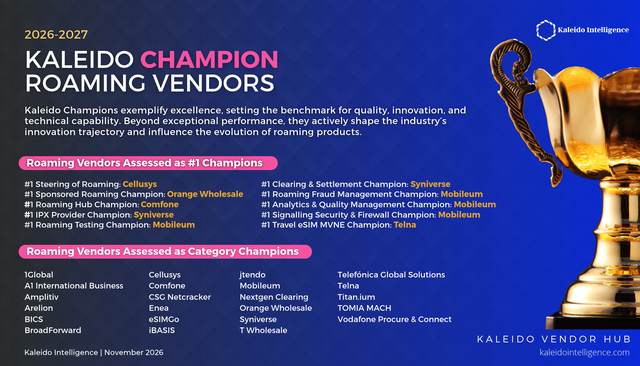 2026-2027
Kaleido Intelligence
KALEIDO CHAMPION
ROAMING VENDORS
Kaleido Champions exemplify excellence, setting the benchmark for quality, innovation, and
technical capability. Beyond exceptional performance, they actively shape the industry's
innovation trajectory and influence the evolution of roaming products.
Roaming Vendors Assessed as #1 Champions
#1 Steering of Roaming: Cellusys
#1 Sponsored Roaming Champion: Orange Wholesale
#1 Roaming Hub Champion: Comfone
#1 IPX Provider Champion: Syniverse
#1 Roaming Testing Champion: Mobileum
#1 Clearing & Settlement Champion: Syniverse
#1 Roaming Fraud Management Champion: Mobileum
#1 Analytics & Quality Management Champion: Mobileum
#1 Signalling Security & Firewall Champion: Mobileum
#1 Travel eSIM MVNE Champion: Telna
Roaming Vendors Assessed as Category Champions
1Global
A1 International Business
Amplitiv
Arelion
BICS
BroadForward
Cellusys
Comfone
CSG Netcracker
Enea
eSIMGo
iBASIS
jtendo
Mobileum
Nextgen Clearing
Orange Wholesale
Syniverse
T Wholesale
Telefónica Global Solutions
Telna
Titan.ium
TOMIA MACH
Vodafone Procure & Connect
KALEIDO VENDOR HUB
Kaleido Intelligence | November 2026
kaleidointelligence.com